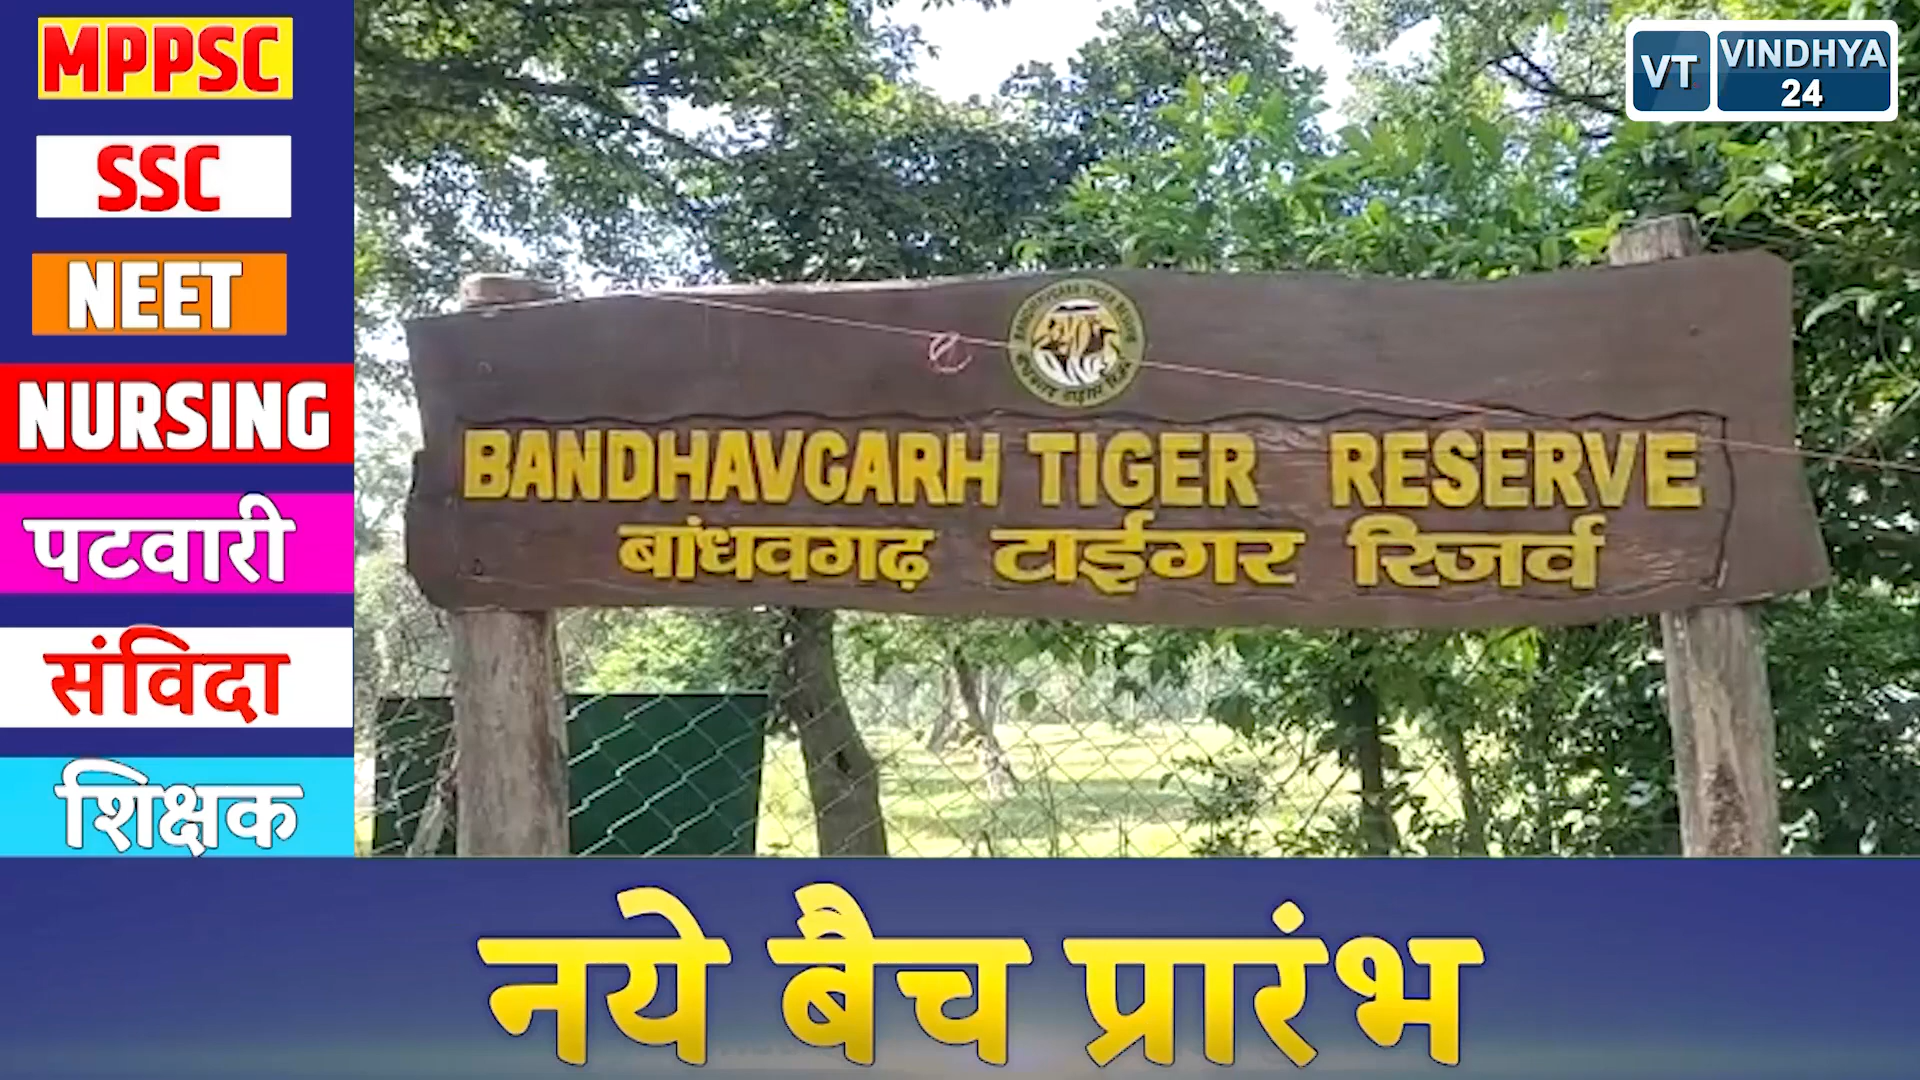 MPPSC
SSC
NEET
NURSING
पटवारी
संविदा
शिक्षक
VT VINDHYA
24
BANDHAVGARH TIGER RESERVE
बांधवगढ़ टाईगर रिजर्व
नये बैच प्रारंभ